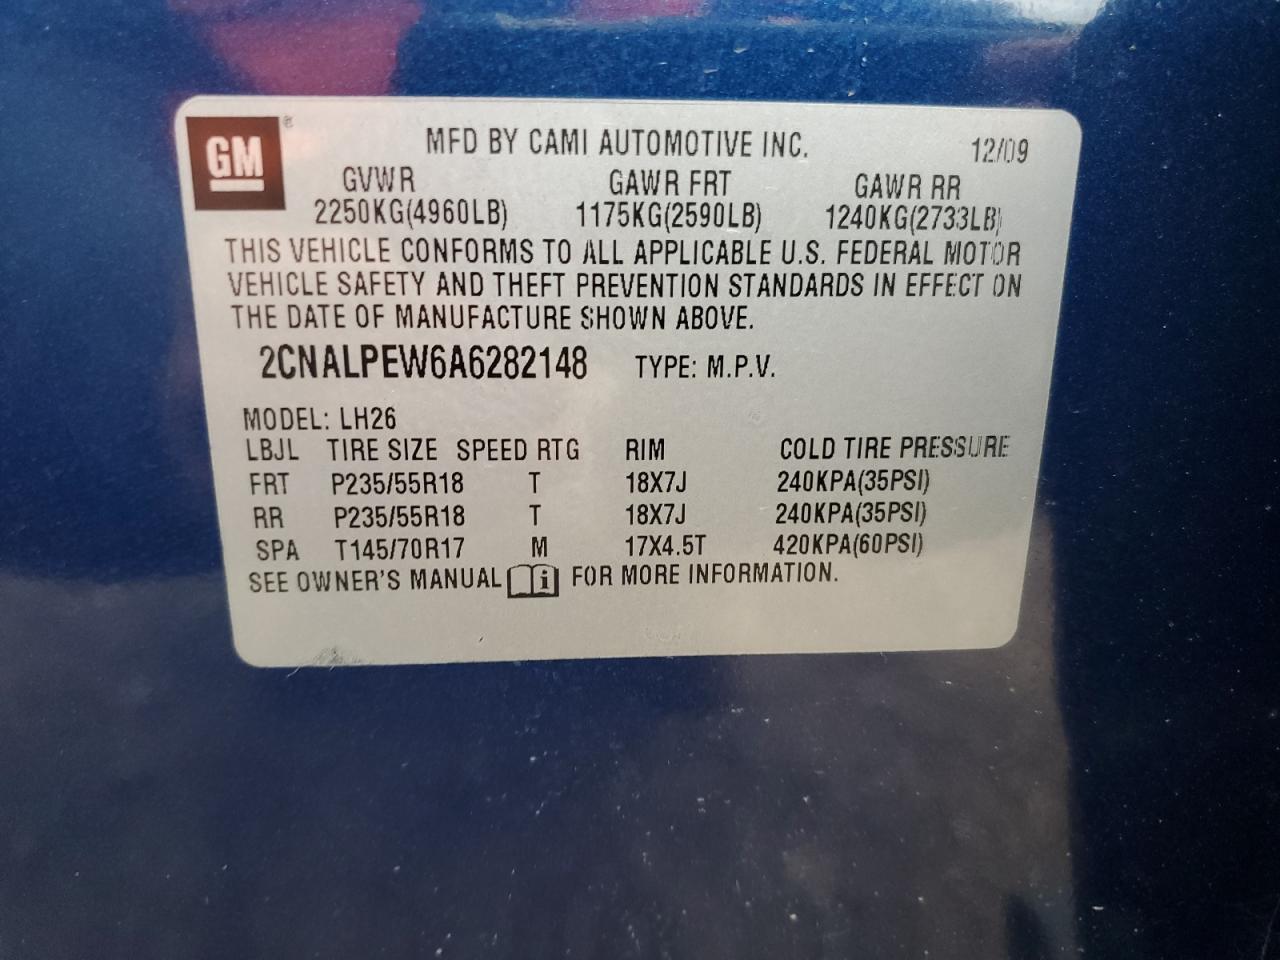 GM®
MFD BY CAMI AUTOMOTIVE INC. 12/09
GVWR GAWR FRT GAWR RR
2250KG(4960LB) 1175KG(2590LB) 1240KG(2733LB)
THIS VEHICLE CONFORMS TO ALL APPLICABLE U.S. FEDERAL MOTOR
VEHICLE SAFETY AND THEFT PREVENTION STANDARDS IN EFFECT ON
THE DATE OF MANUFACTURE SHOWN ABOVE.
2CNALPEW6A6282148 TYPE: M.P.V.
MODEL: LH26
LBJL TIRE SIZE SPEED RTG RIM COLD TIRE PRESSURE
FRT P235/55R18 T 18X7J 240KPA(35PSI)
RR P235/55R18 T 18X7J 240KPA(35PSI)
SPA T145/70R17 M 17X4.5T 420KPA(60PSI)
SEE OWNER'S MANUAL i FOR MORE INFORMATION.